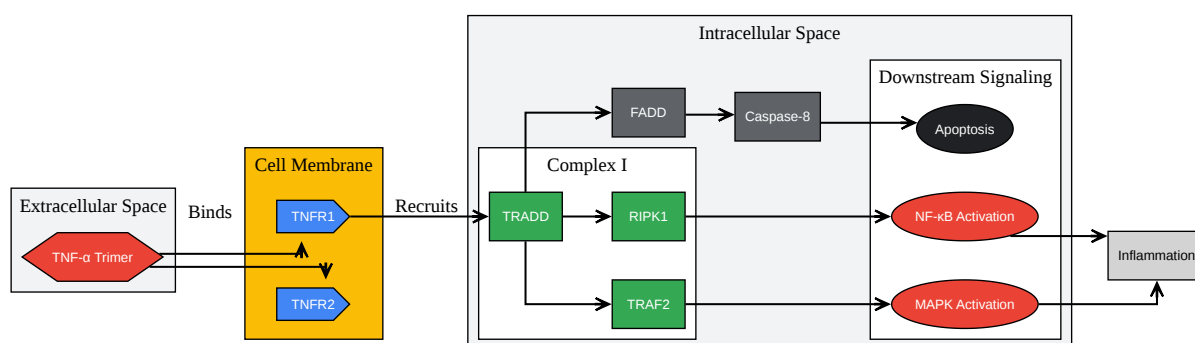 Intracellular Space
Downstream Signaling
FADD
Caspase-8
Apoptosis
Cell Membrane
Complex I
Extracellular Space
Binds
TNFR1
Recruits
TRADD
RIPK1
NF-κB Activation
TNF-α Trimer
Inflammation
TNFR2
TRAF2
MAPK Activation